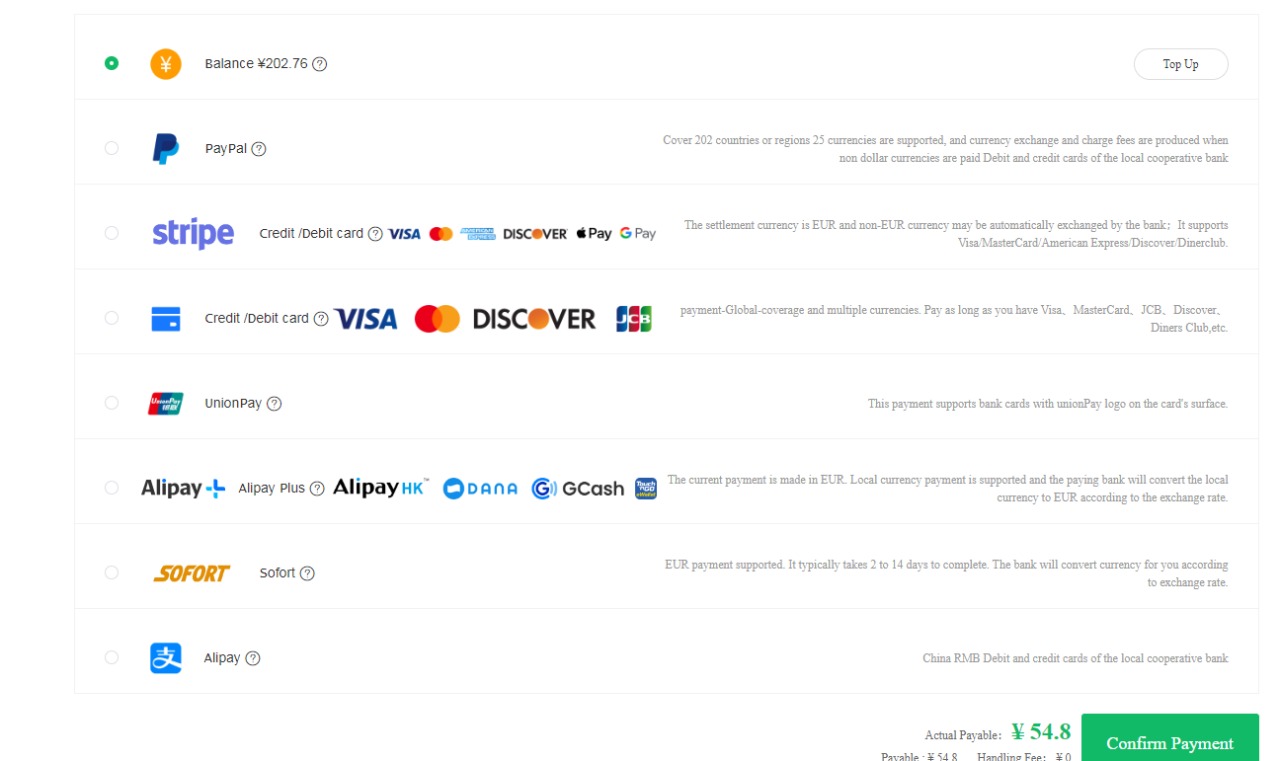 ¥ Balance ¥202.76 ? Top Up
PayPal ? Cover 202 countries or regions 25 currencies are supported, and currency exchange and charge fees are produced when
non dollar currencies are paid Debit and credit cards of the local cooperative bank
stripe Credit /Debit card ? VISA AMERICAN EXPRESS DISCOVER Pay G Pay The settlement currency is EUR and non-EUR currency may be automatically exchanged by the bank；It supports
Visa/MasterCard/American Express/Discover/Dinerclub.
Credit /Debit card ? VISA DISCOVER JCB payment-Global-coverage and multiple currencies. Pay as long as you have Visa、MasterCard、JCB、Discover、
Diners Club,etc.
UnionPay 银联 UnionPay ? This payment supports bank cards with unionPay logo on the card's surface.
Alipay+ Alipay Plus ? AlipayHK™ DANA GCash Touch 'n GO eWallet The current payment is made in EUR. Local currency payment is supported and the paying bank will convert the local
currency to EUR according to the exchange rate.
SOFORT Sofort ? EUR payment supported. It typically takes 2 to 14 days to complete. The bank will convert currency for you according
to exchange rate.
支 Alipay ? China RMB Debit and credit cards of the local cooperative bank
Actual Payable: ¥ 54.8 Confirm Payment
Payable : ¥ 54.8 Handling Fee: ¥ 0